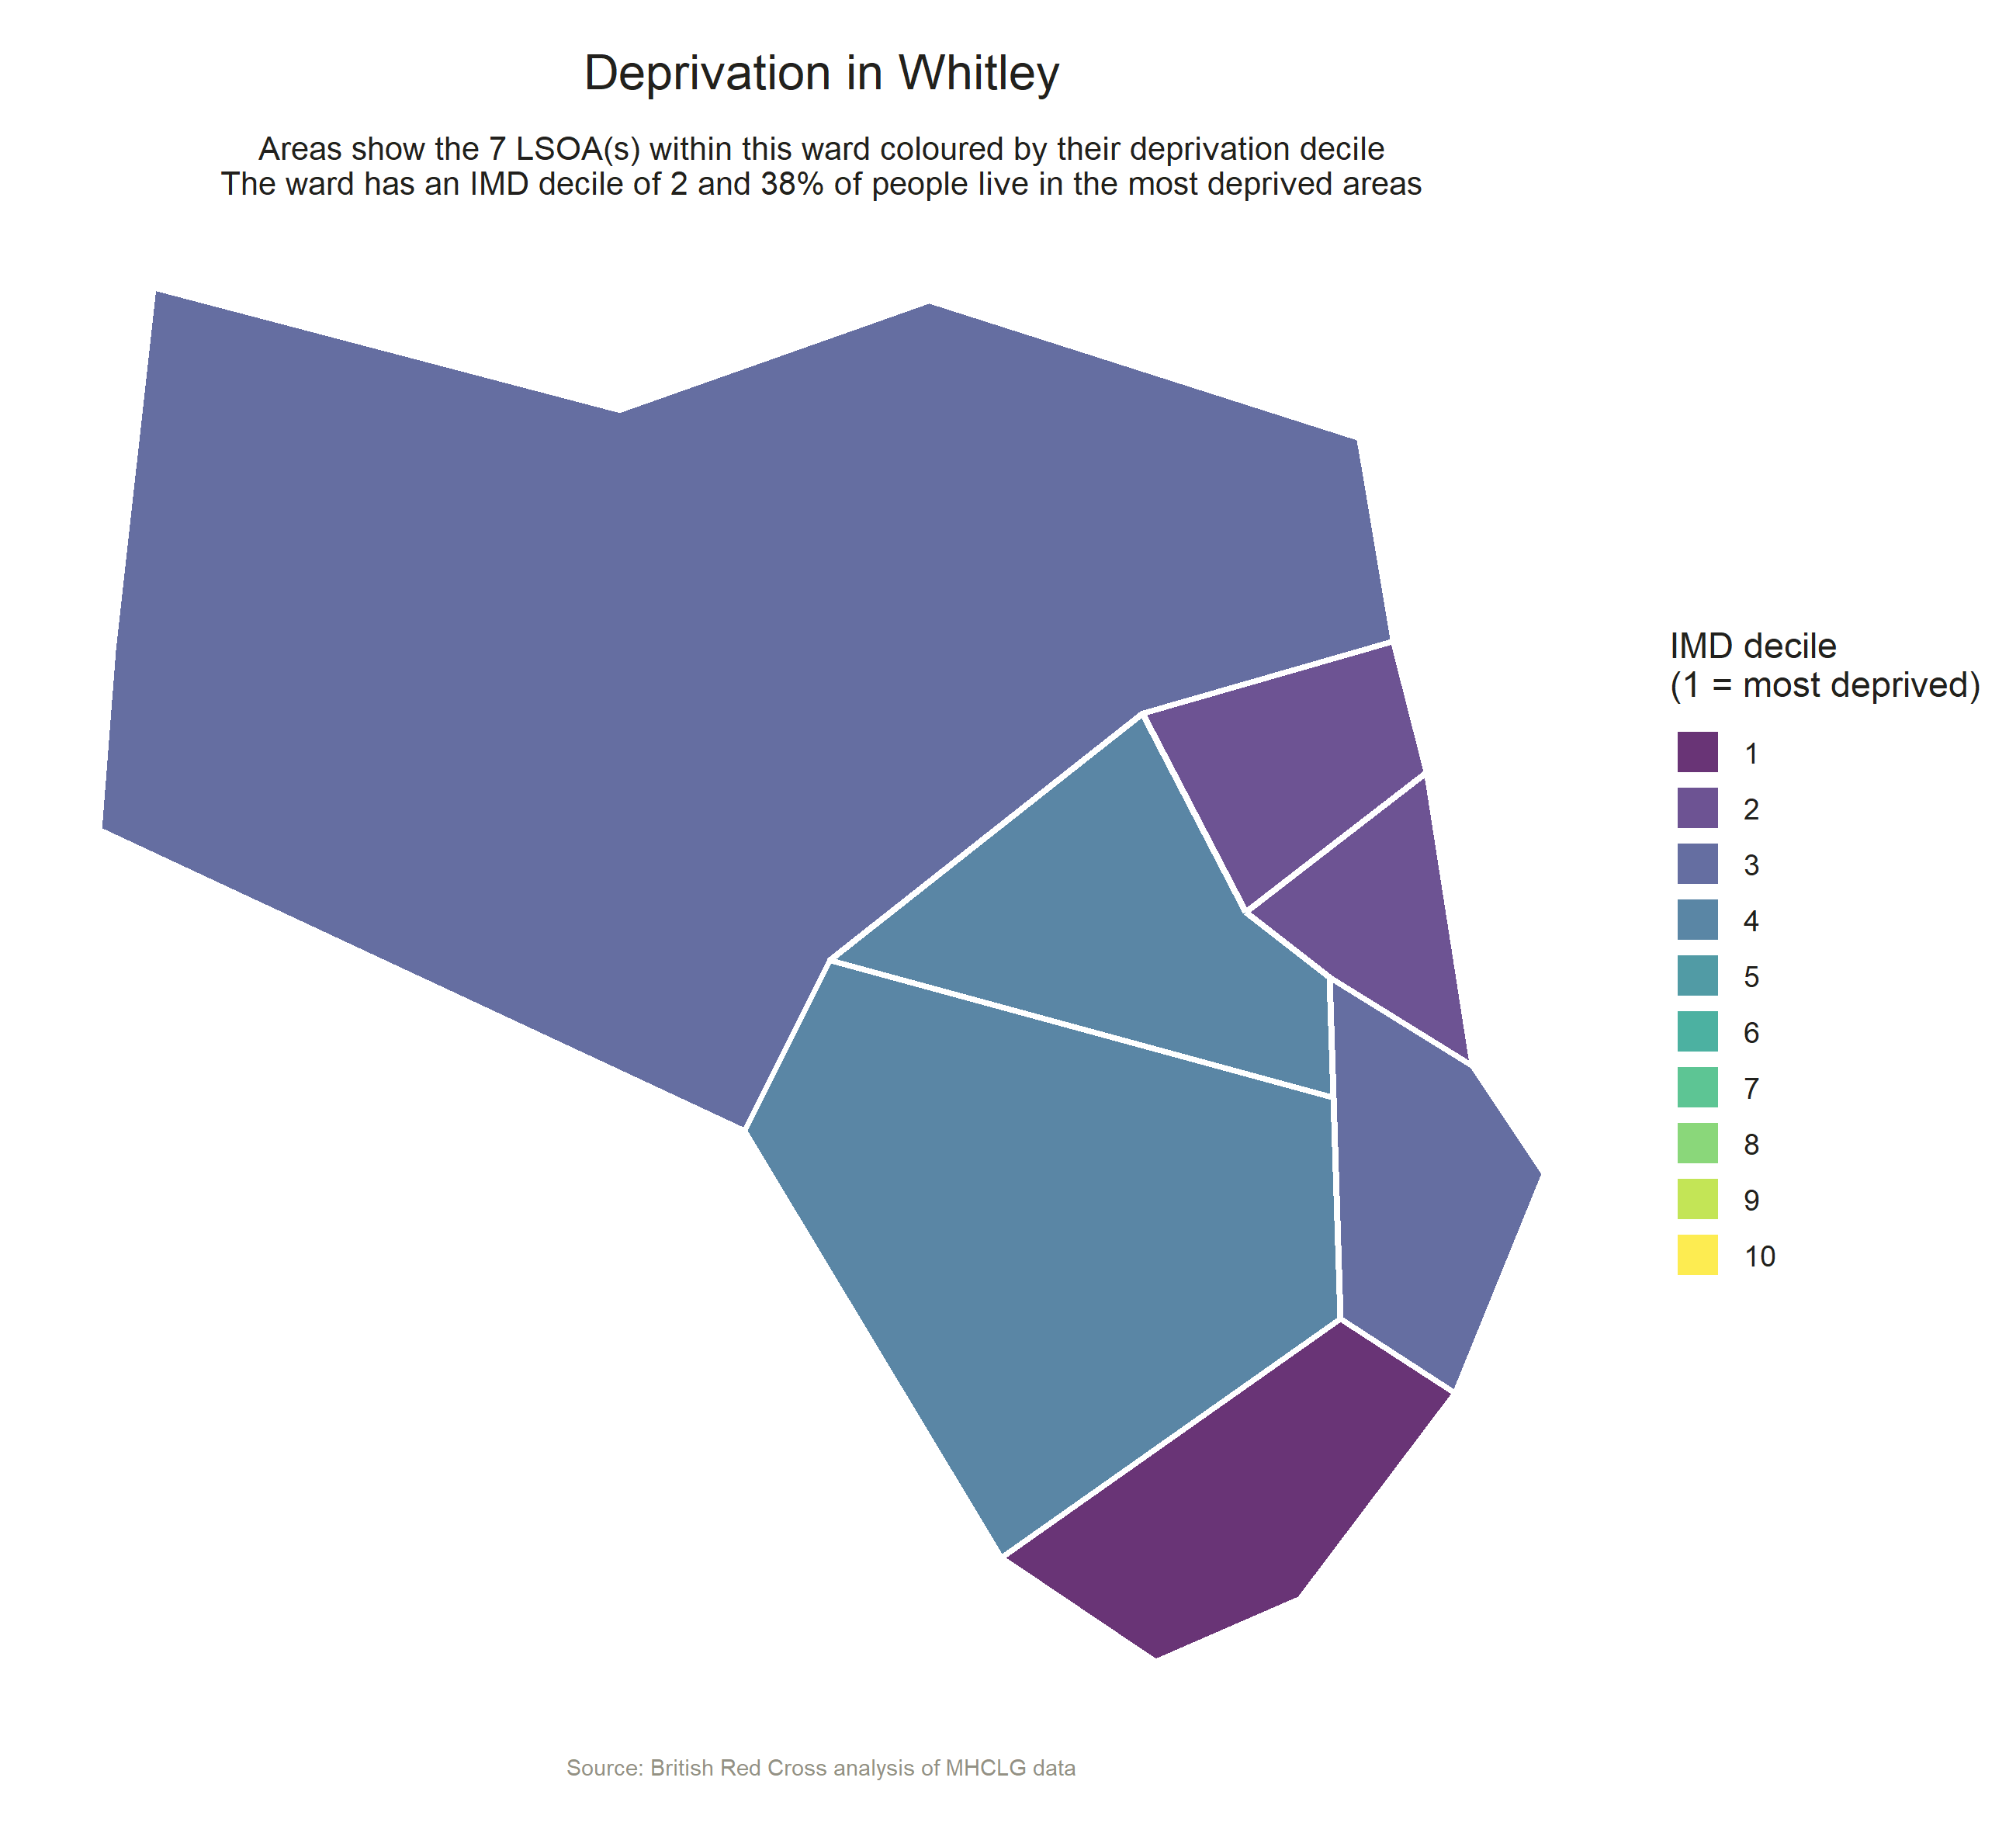 Deprivation in Whitley
Areas show the 7 LSOA(s) within this ward coloured by their deprivation decile
The ward has an IMD decile of 2 and 38% of people live in the most deprived areas
IMD decile
(1 = most deprived)
1
2
3
4
5
6
7
8
9
10
Source: British Red Cross analysis of MHCLG data